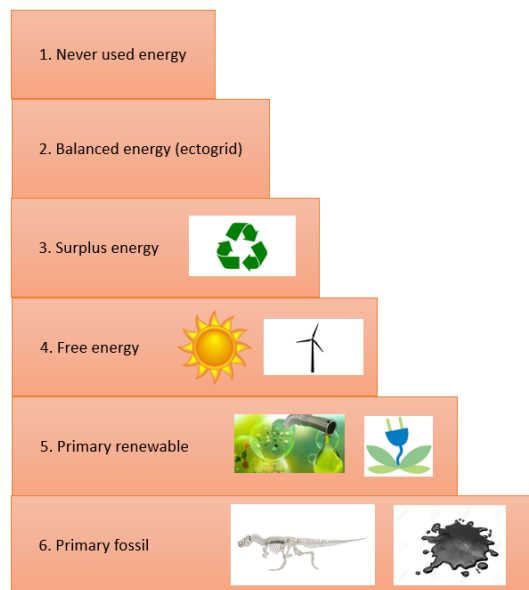 1. Never used energy
2. Balanced energy (ectogrid)
3. Surplus energy
4. Free energy
5. Primary renewable
6. Primary fossil